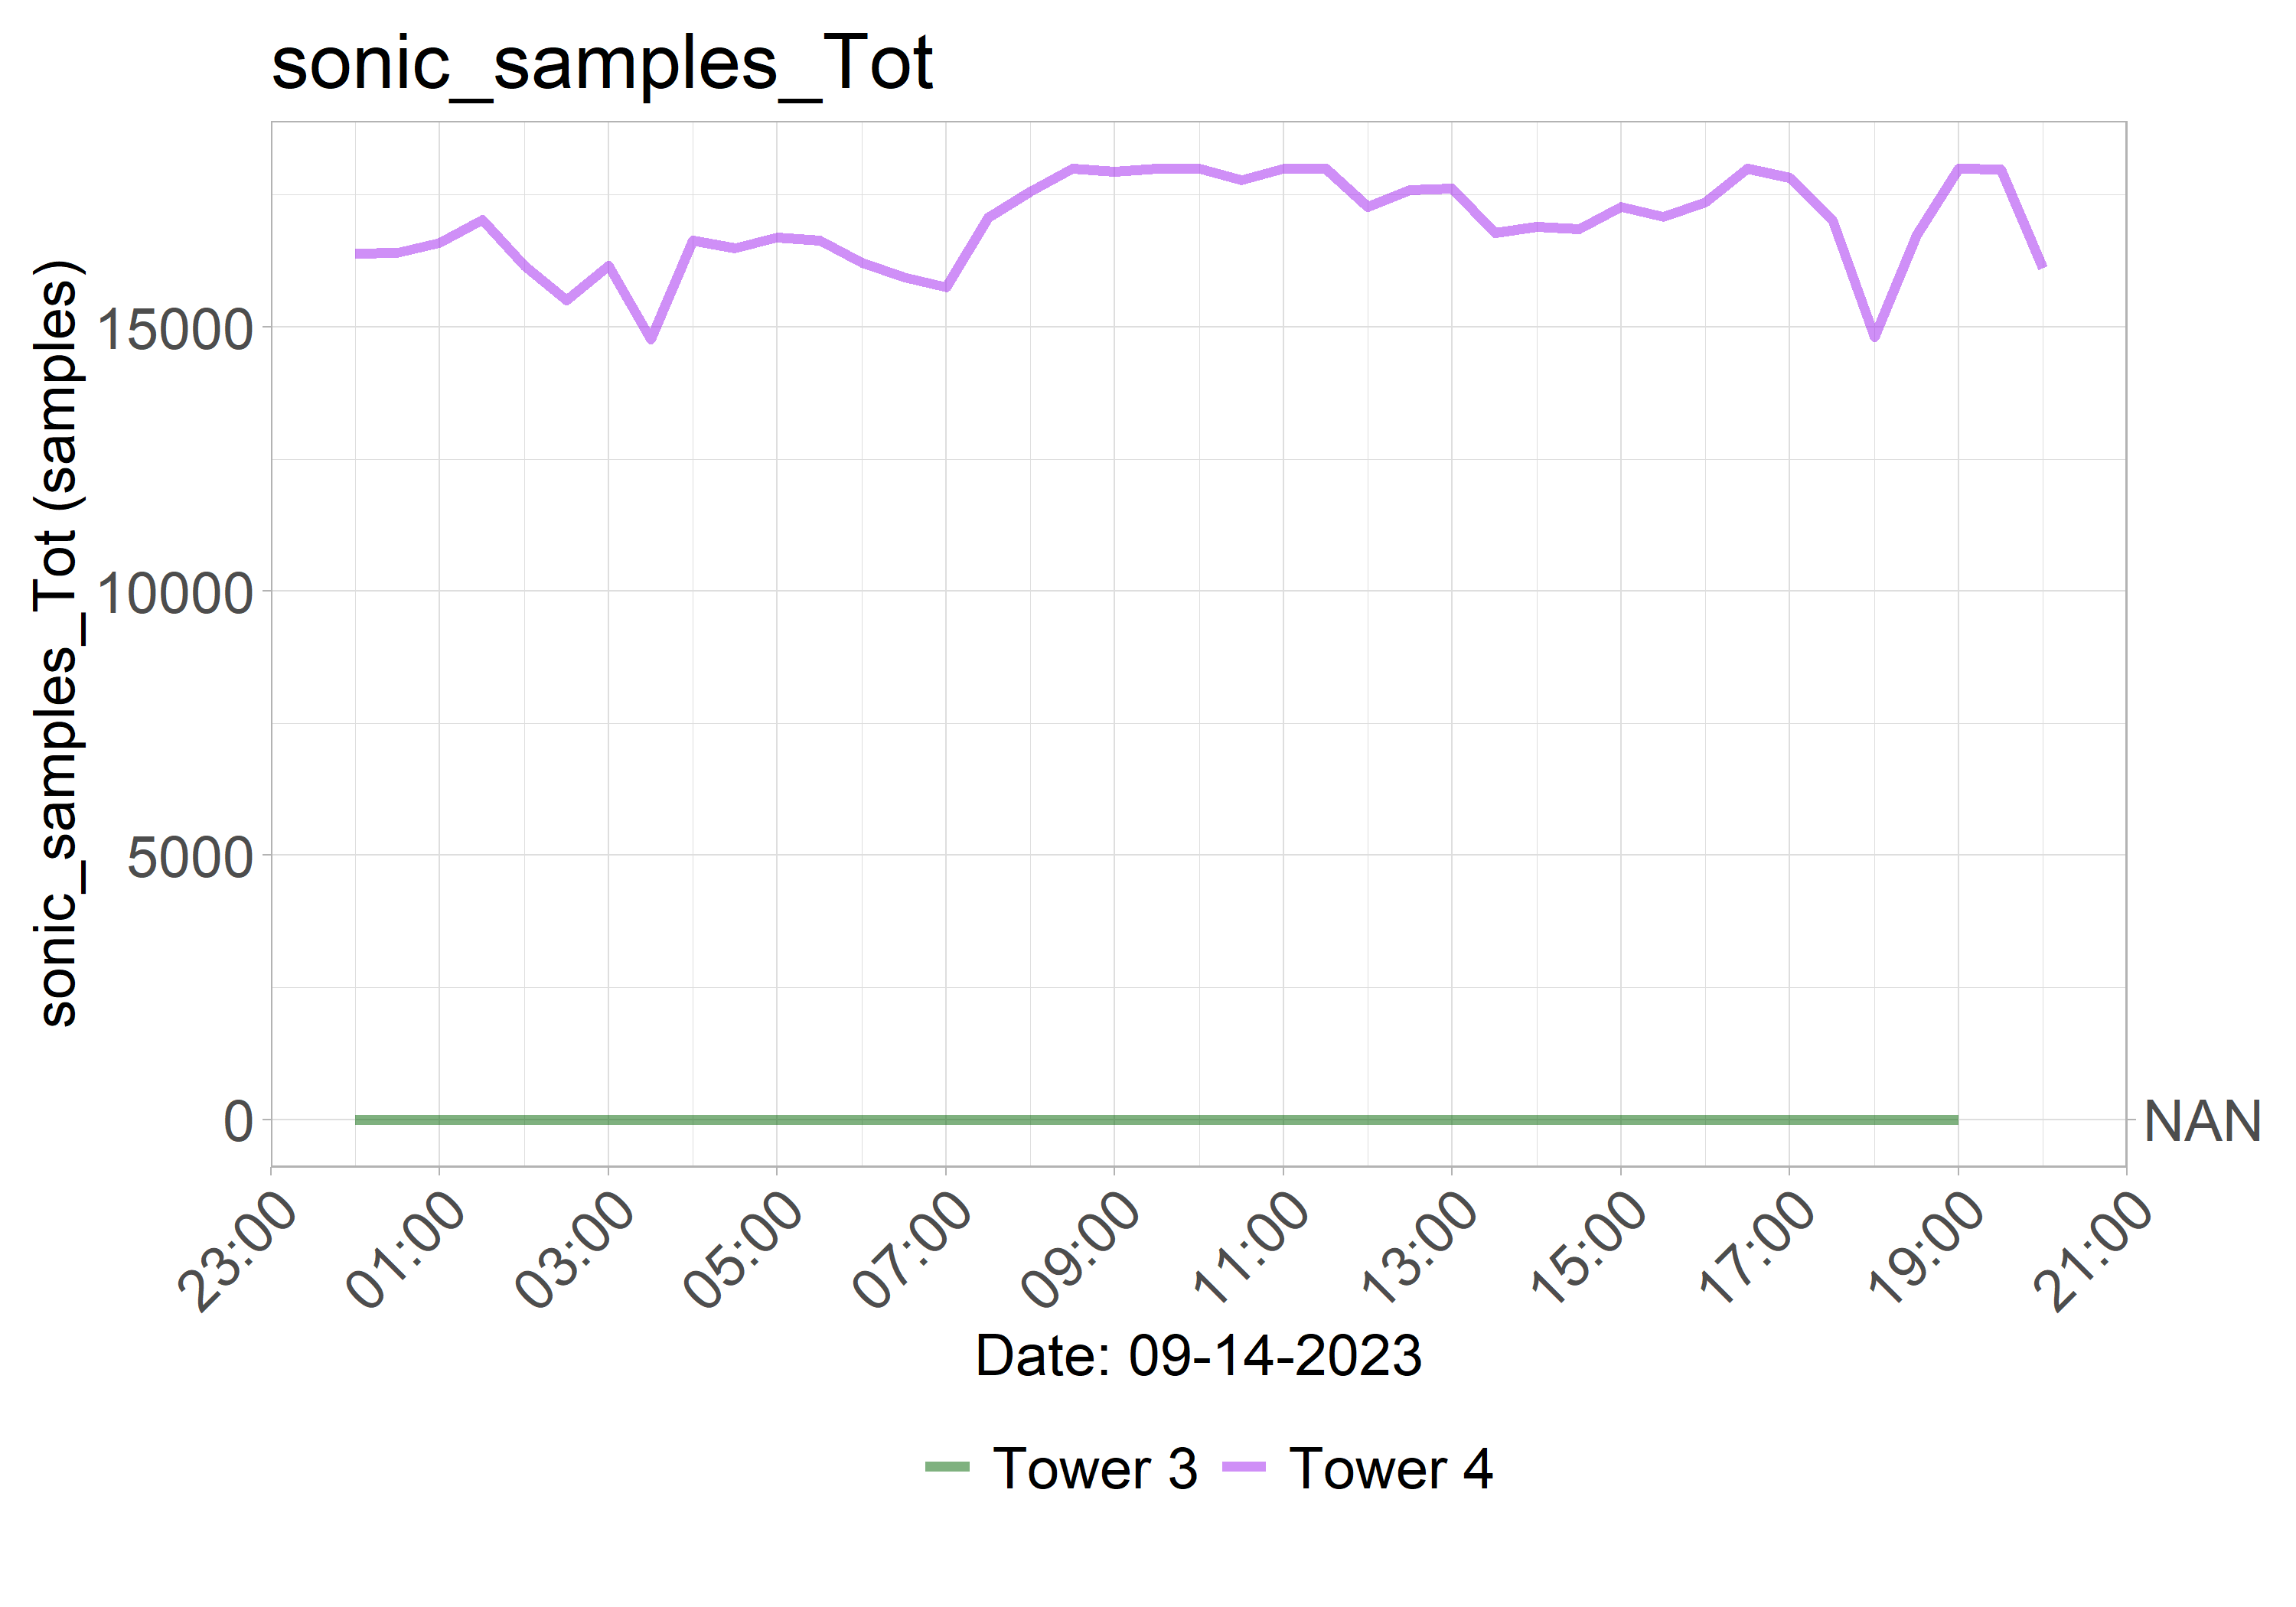 sonic_samples_Tot
sonic_samples_Tot (samples)
15000
10000
5000
0
NAN
23:00
01:00
03:00
05:00
07:00
09:00
11:00
13:00
15:00
17:00
19:00
21:00
Date: 09-14-2023
Tower 3
Tower 4